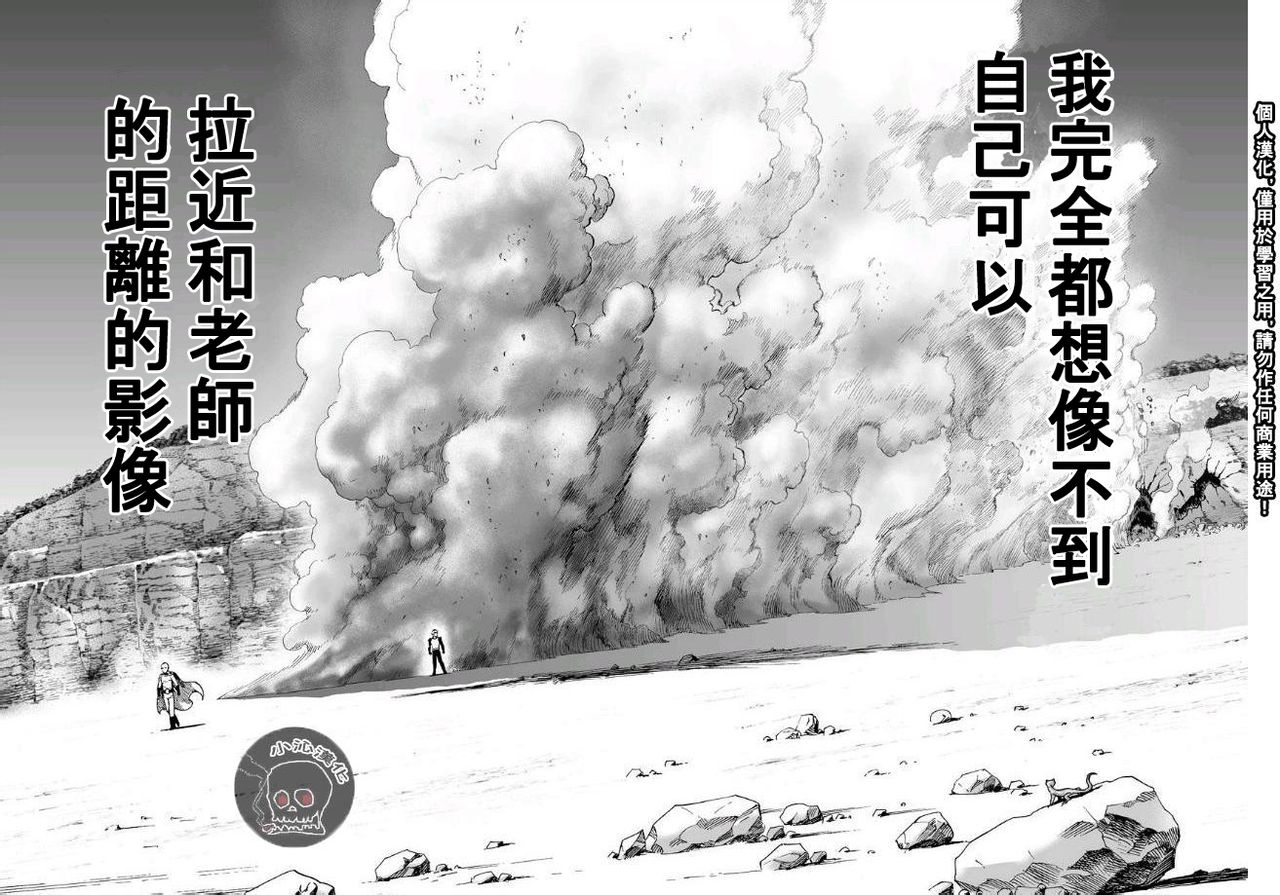 我完全都想像不到
自己可以
拉近和老師
的距離的影像
個人漢化，僅用於學習之用，請勿作任何商業用途！
小沁漢化